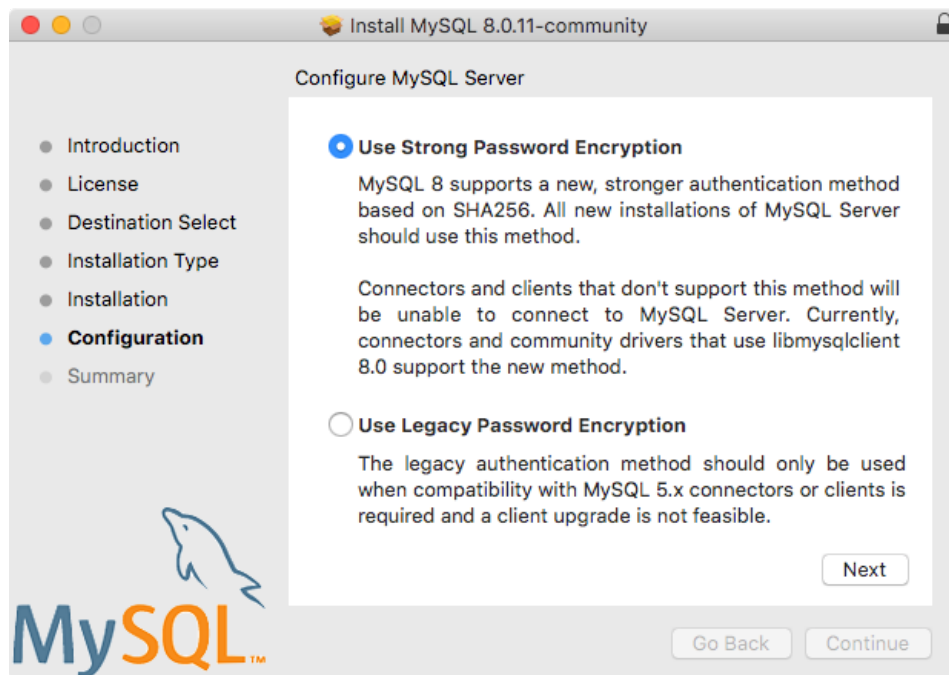 Install MySQL 8.0.11-community
Configure MySQL Server
Introduction
License
Destination Select
Installation Type
Installation
Configuration
Summary
Use Strong Password Encryption
MySQL 8 supports a new, stronger authentication method
based on SHA256. All new installations of MySQL Server
should use this method.
Connectors and clients that don't support this method will
be unable to connect to MySQL Server. Currently,
connectors and community drivers that use libmysqlclient
8.0 support the new method.
Use Legacy Password Encryption
The legacy authentication method should only be used
when compatibility with MySQL 5.x connectors or clients is
required and a client upgrade is not feasible.
Next
MySQL™
Go Back
Continue